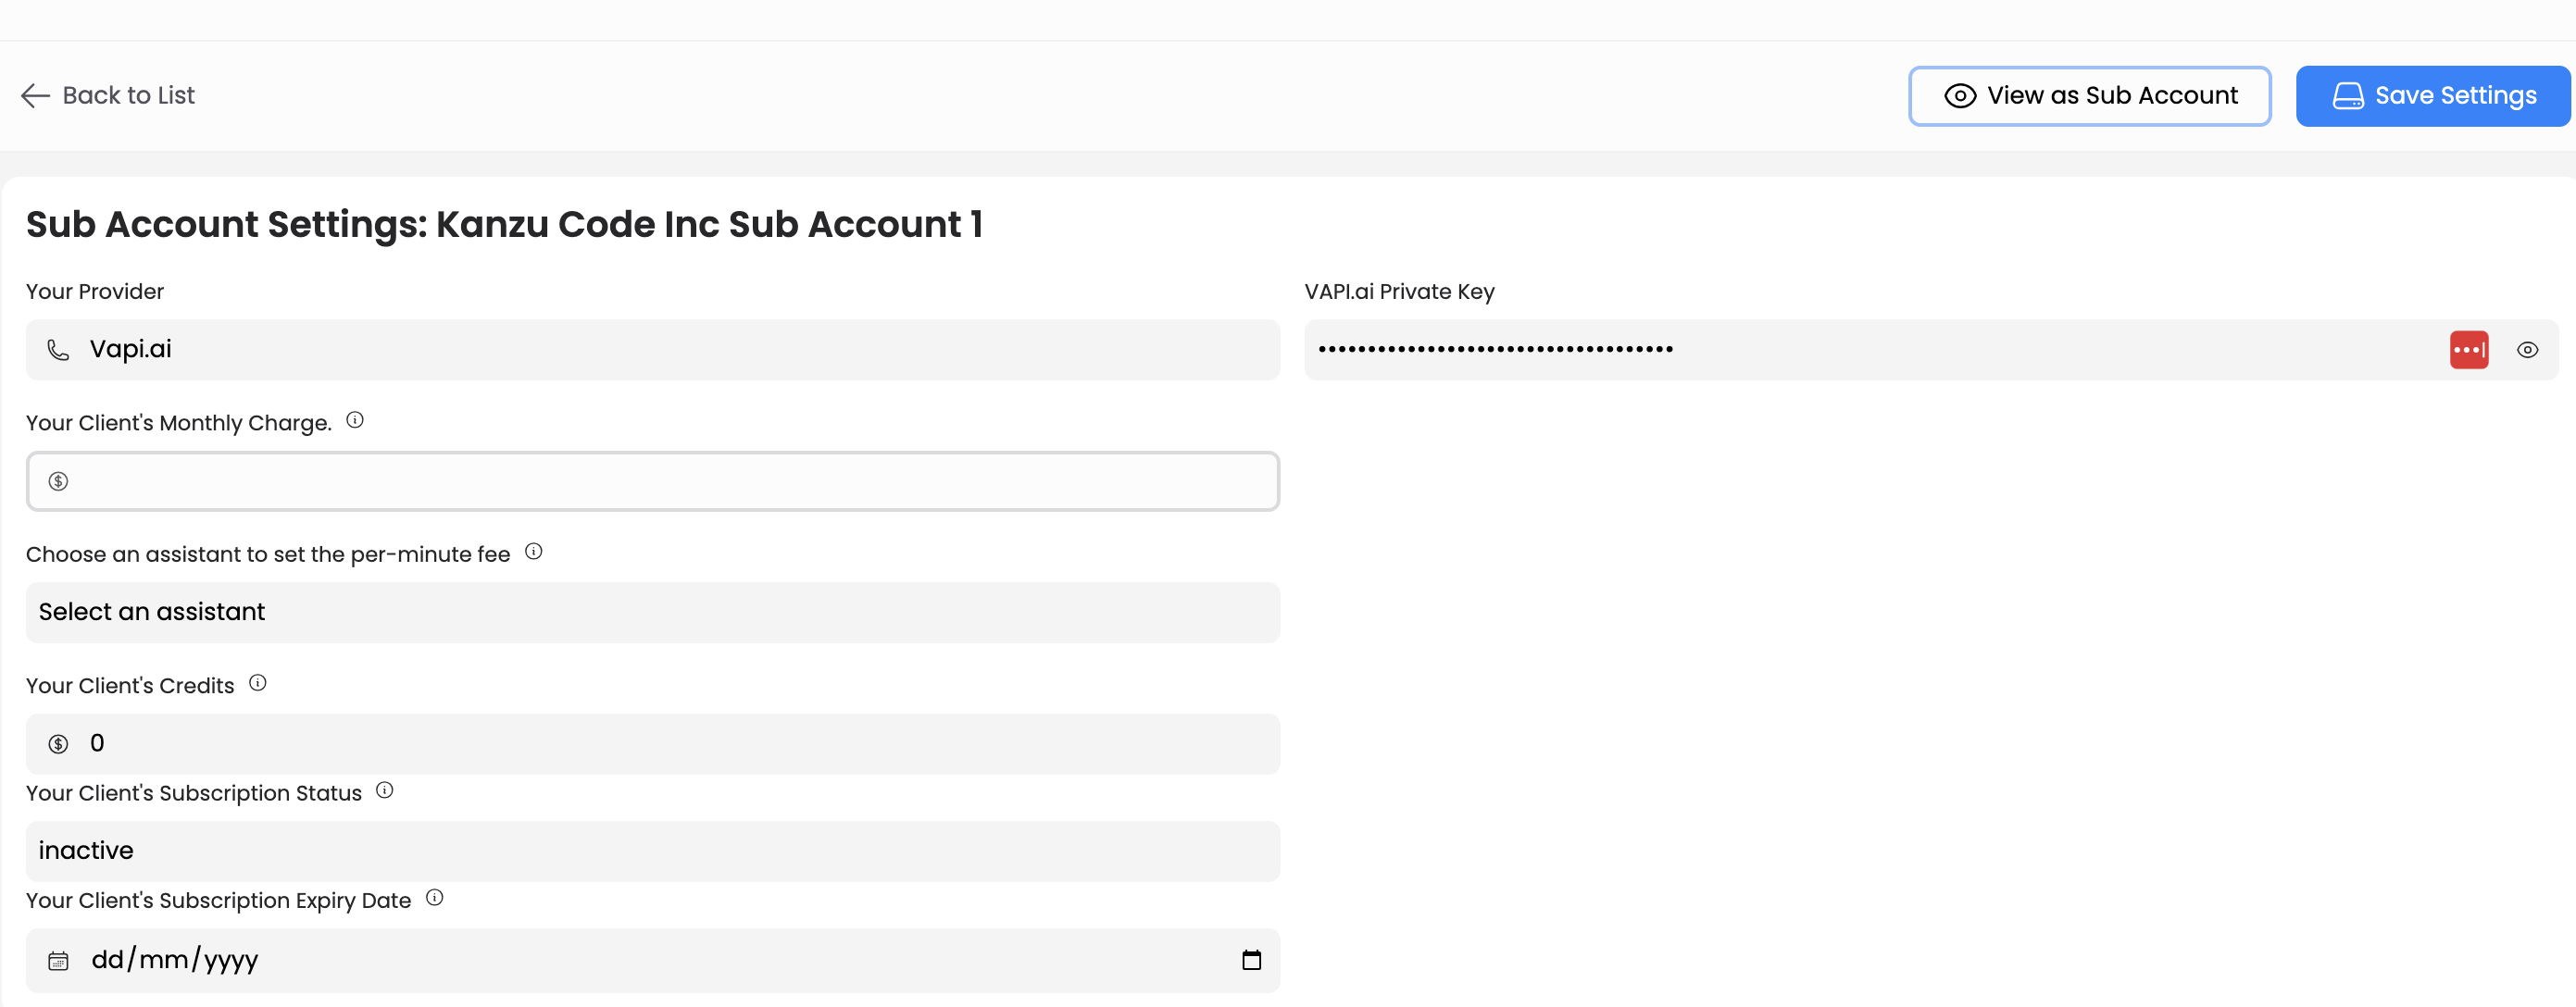 Back to List
View as Sub Account
Save Settings
Sub Account Settings: Kanzu Code Inc Sub Account 1
Your Provider
VAPI.ai Private Key
Vapi.ai
••••••••••••••••••••••••••••••••••••
Your Client's Monthly Charge.
Choose an assistant to set the per-minute fee
Select an assistant
Your Client's Credits
0
Your Client's Subscription Status
inactive
Your Client's Subscription Expiry Date
dd/mm/yyyy